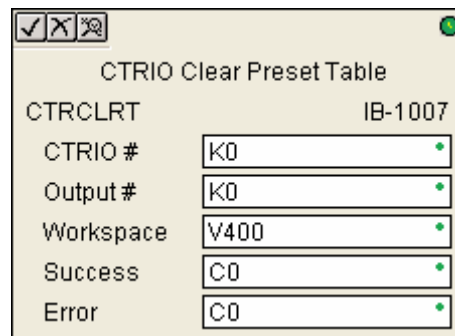 CTRIO Clear Preset Table
CTRCLRT IB-1007
CTRIO # K0
Output # K0
Workspace V400
Success C0
Error C0